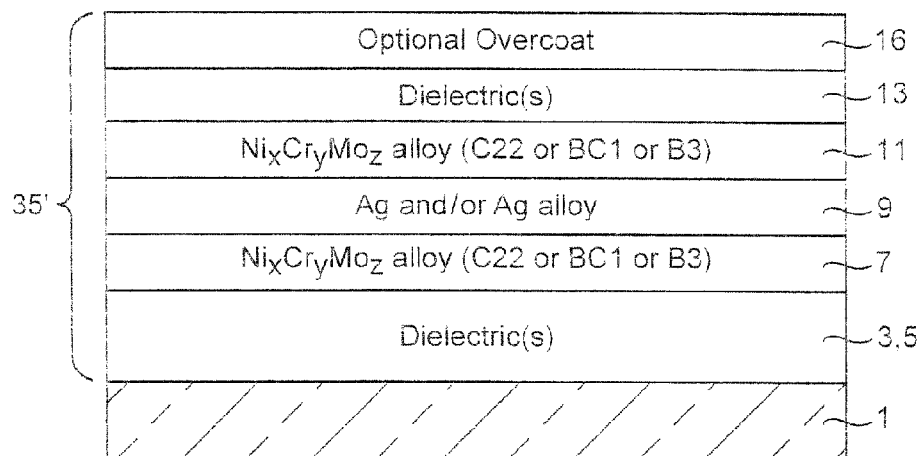 Optional Overcoat 16
Dielectric(s) 13
NixCryMoz alloy (C22 or BC1 or B3) 11
35' Ag and/or Ag alloy 9
NixCryMoz alloy (C22 or BC1 or B3) 7
Dielectric(s) 3,5
1